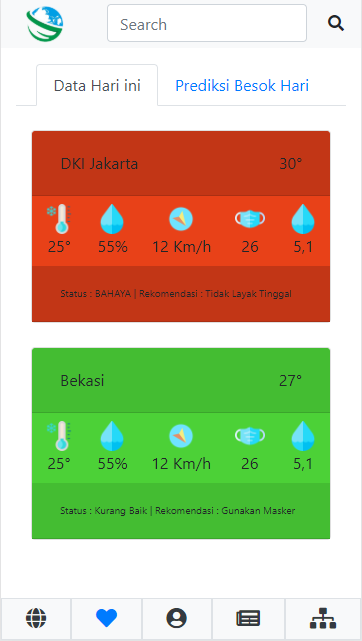 Search
Data Hari ini Prediksi Besok Hari
DKI Jakarta 30°
25° 55% 12 Km/h 26 5,1
Status : BAHAYA | Rekomendasi : Tidak Layak Tinggal
Bekasi 27°
25° 55% 12 Km/h 26 5,1
Status : Kurang Baik | Rekomendasi : Gunakan Masker